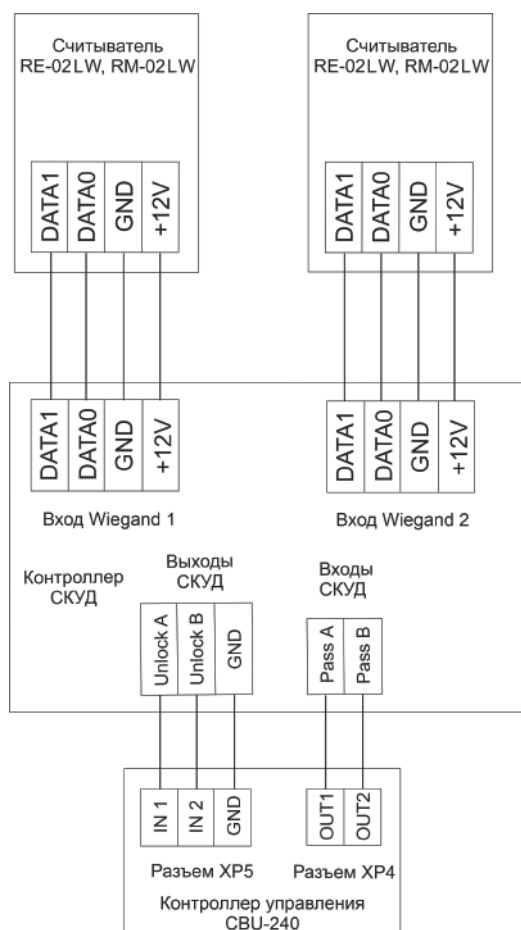 Считыватель
RE-02LW, RM-02LW
DATA1
DATA0
GND
+12V
Считыватель
RE-02LW, RM-02LW
DATA1
DATA0
GND
+12V
DATA1
DATA0
GND
+12V
Вход Wiegand 1
DATA1
DATA0
GND
+12V
Вход Wiegand 2
Контроллер
СКУД
Выходы
СКУД
Unlock A
Unlock B
GND
Входы
СКУД
Pass A
Pass B
IN 1
IN 2
GND
Разъем XP5
OUT1
OUT2
Разъем XP4
Контроллер управления
CBU-240